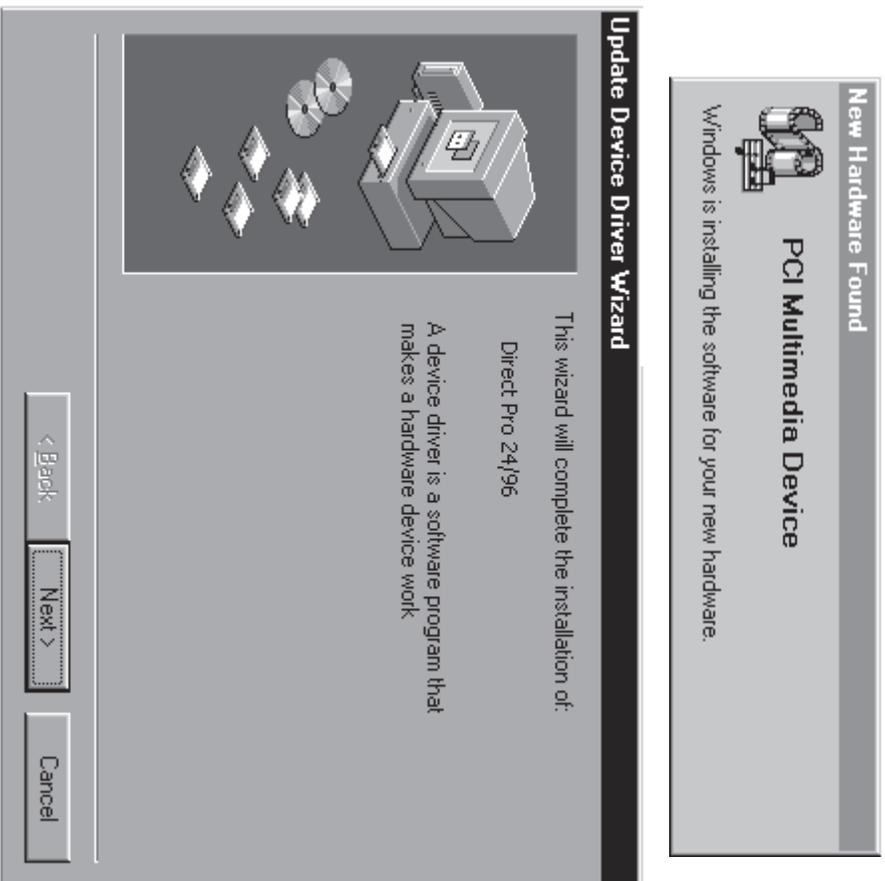 New Hardware Found
PCI Multimedia Device
Windows is installing the software for your new hardware.
Update Device Driver Wizard
This wizard will complete the installation of:
Direct Pro 24/96
A device driver is a software program that
makes a hardware device work
< Back
Next >
Cancel